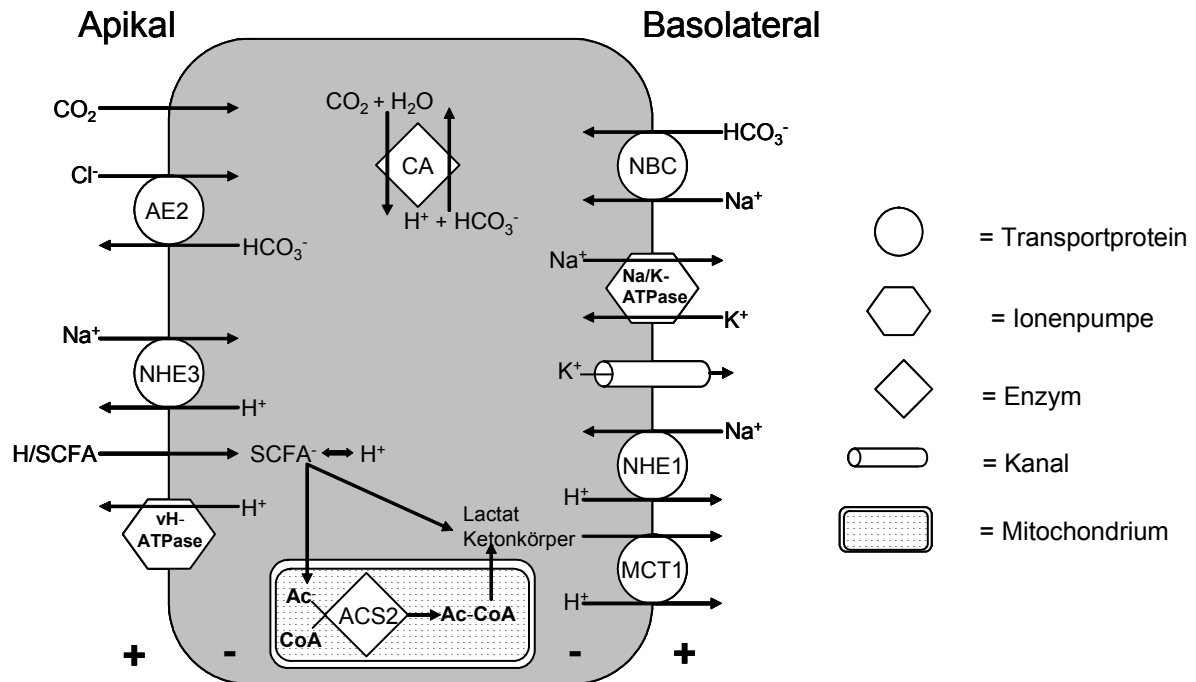 Apikal
Basolateral
CO₂
CO₂ + H₂O
HCO₃⁻
CA
NBC
Cl⁻
AE2
H⁺ + HCO₃⁻
Na⁺
HCO₃⁻
Na⁺
Na/K-
ATPase
K⁺
Na⁺
NHE3
H⁺
K⁺
Na⁺
H/SCFA
SCFA⁻
H⁺
NHE1
H⁺
vH-
ATPase
H⁺
Lactat
Ketonkörper
MCT1
H⁺
Ac
CoA
ACS2
Ac-CoA
+
-
-
+
= Transportprotein
= Ionenpumpe
= Enzym
= Kanal
= Mitochondrium